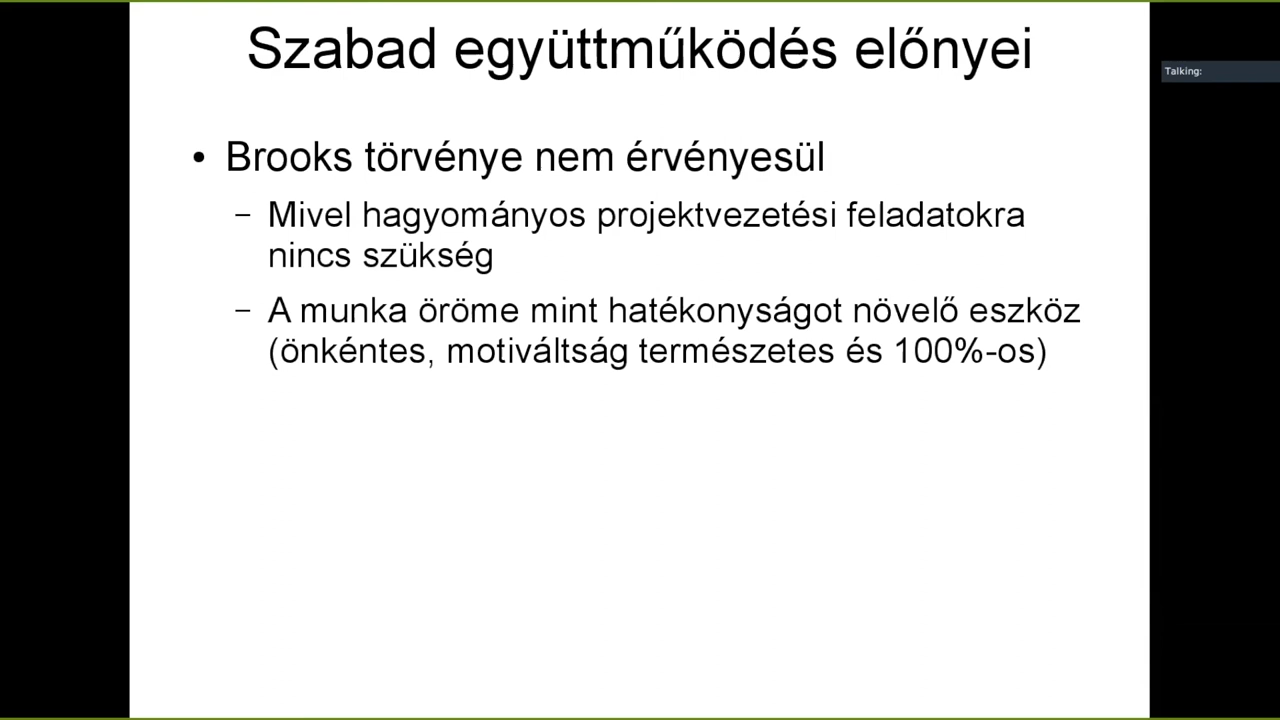 Szabad együttműködés előnyei
Talking:
• Brooks törvénye nem érvényesül
– Mivel hagyományos projektvezetési feladatokra
nincs szükség
– A munka öröme mint hatékonyságot növelő eszköz
(önkéntes, motiváltság természetes és 100%-os)